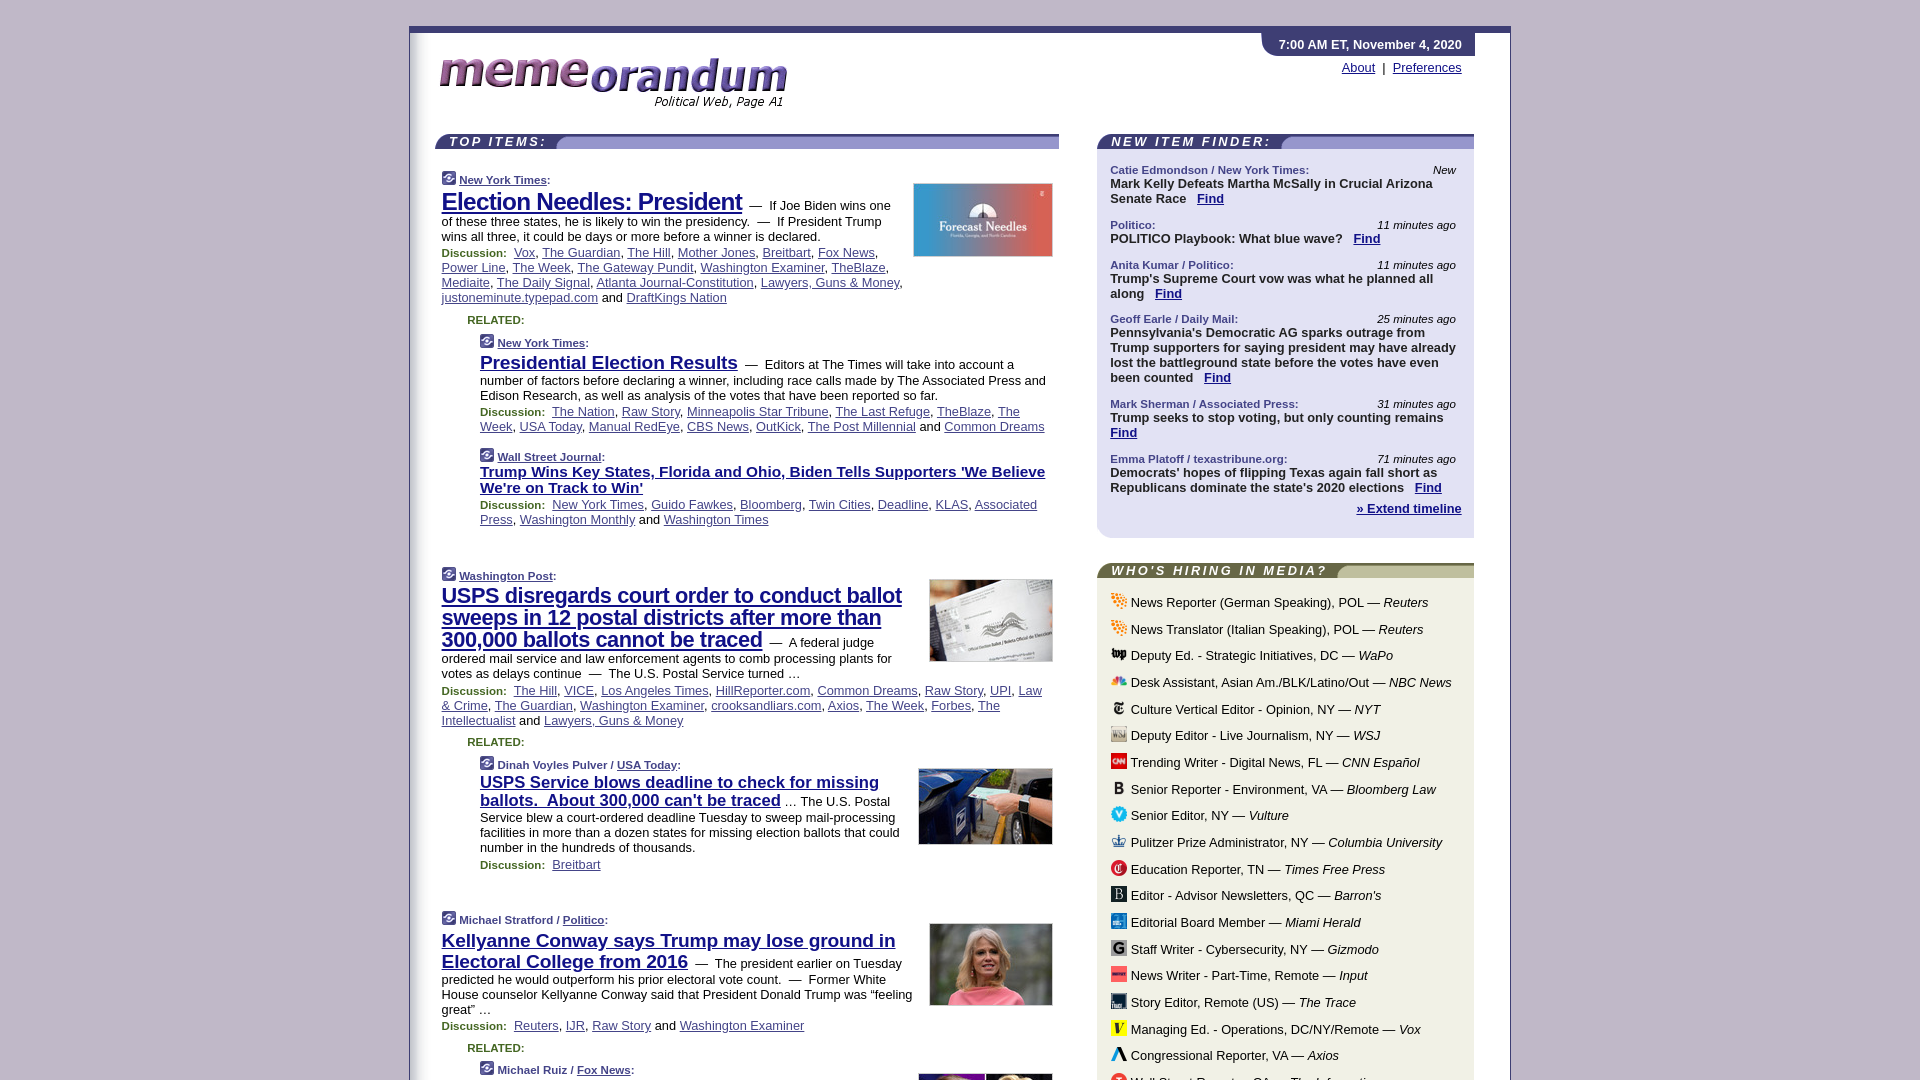 7:00 AM ET, November 4, 2020
About | Preferences
memeorandum
Political Web, Page A1
TOP ITEMS:
New York Times:
Election Needles: President — If Joe Biden wins one
of these three states, he is likely to win the presidency. — If President Trump
wins all three, it could be days or more before a winner is declared.
Discussion: Vox, The Guardian, The Hill, Mother Jones, Breitbart, Fox News,
Power Line, The Week, The Gateway Pundit, Washington Examiner, TheBlaze,
Mediaite, The Daily Signal, Atlanta Journal-Constitution, Lawyers, Guns & Money,
justoneminute.typepad.com and DraftKings Nation
Forecast Needles
Florida, Georgia, and North Carolina
RELATED:
New York Times:
Presidential Election Results — Editors at The Times will take into account a
number of factors before declaring a winner, including race calls made by The Associated Press and
Edison Research, as well as analysis of the votes that have been reported so far.
Discussion: The Nation, Raw Story, Minneapolis Star Tribune, The Last Refuge, TheBlaze, The
Week, USA Today, Manual RedEye, CBS News, OutKick, The Post Millennial and Common Dreams
Wall Street Journal:
Trump Wins Key States, Florida and Ohio, Biden Tells Supporters 'We Believe
We're on Track to Win'
Discussion: New York Times, Guido Fawkes, Bloomberg, Twin Cities, Deadline, KLAS, Associated
Press, Washington Monthly and Washington Times
Washington Post:
USPS disregards court order to conduct ballot
sweeps in 12 postal districts after more than
300,000 ballots cannot be traced — A federal judge
ordered mail service and law enforcement agents to comb processing plants for
votes as delays continue — The U.S. Postal Service turned …
Discussion: The Hill, VICE, Los Angeles Times, HillReporter.com, Common Dreams, Raw Story, UPI, Law
& Crime, The Guardian, Washington Examiner, crooksandliars.com, Axios, The Week, Forbes, The
Intellectualist and Lawyers, Guns & Money
RELATED:
Dinah Voyles Pulver / USA Today:
USPS Service blows deadline to check for missing
ballots. About 300,000 can't be traced … The U.S. Postal
Service blew a court-ordered deadline Tuesday to sweep mail-processing
facilities in more than a dozen states for missing election ballots that could
number in the hundreds of thousands.
Discussion: Breitbart
Michael Stratford / Politico:
Kellyanne Conway says Trump may lose ground in
Electoral College from 2016 — The president earlier on Tuesday
predicted he would outperform his prior electoral vote count. — Former White
House counselor Kellyanne Conway said that President Donald Trump was “feeling
great” …
Discussion: Reuters, IJR, Raw Story and Washington Examiner
RELATED:
Michael Ruiz / Fox News:
NEW ITEM FINDER:
Catie Edmondson / New York Times: New
Mark Kelly Defeats Martha McSally in Crucial Arizona
Senate Race Find
Politico: 11 minutes ago
POLITICO Playbook: What blue wave? Find
Anita Kumar / Politico: 11 minutes ago
Trump's Supreme Court vow was what he planned all
along Find
Geoff Earle / Daily Mail: 25 minutes ago
Pennsylvania's Democratic AG sparks outrage from
Trump supporters for saying president may have already
lost the battleground state before the votes have even
been counted Find
Mark Sherman / Associated Press: 31 minutes ago
Trump seeks to stop voting, but only counting remains
Find
Emma Platoff / texastribune.org: 71 minutes ago
Democrats' hopes of flipping Texas again fall short as
Republicans dominate the state's 2020 elections Find
» Extend timeline
WHO'S HIRING IN MEDIA?
News Reporter (German Speaking), POL — Reuters
News Translator (Italian Speaking), POL — Reuters
Deputy Ed. - Strategic Initiatives, DC — WaPo
Desk Assistant, Asian Am./BLK/Latino/Out — NBC News
Culture Vertical Editor - Opinion, NY — NYT
Deputy Editor - Live Journalism, NY — WSJ
Trending Writer - Digital News, FL — CNN Español
Senior Reporter - Environment, VA — Bloomberg Law
Senior Editor, NY — Vulture
Pulitzer Prize Administrator, NY — Columbia University
Education Reporter, TN — Times Free Press
Editor - Advisor Newsletters, QC — Barron's
Editorial Board Member — Miami Herald
Staff Writer - Cybersecurity, NY — Gizmodo
News Writer - Part-Time, Remote — Input
Story Editor, Remote (US) — The Trace
Managing Ed. - Operations, DC/NY/Remote — Vox
Congressional Reporter, VA — Axios